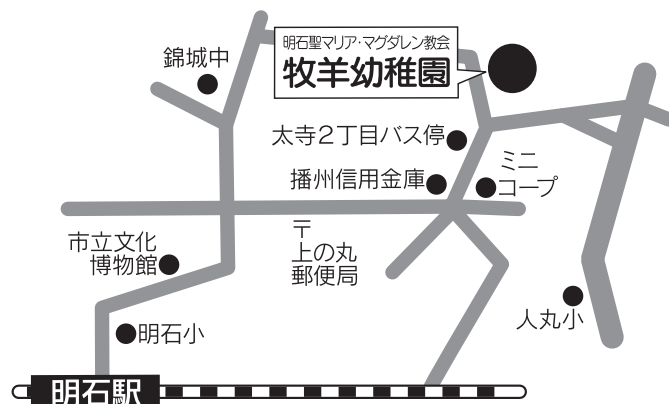 明石聖マリア・マグダレン教会
牧羊幼稚園
錦城中
太寺2丁目バス停
ミニ
コープ
播州信用金庫
〒
上の丸
郵便局
市立文化
博物館
人丸小
明石小
明石駅